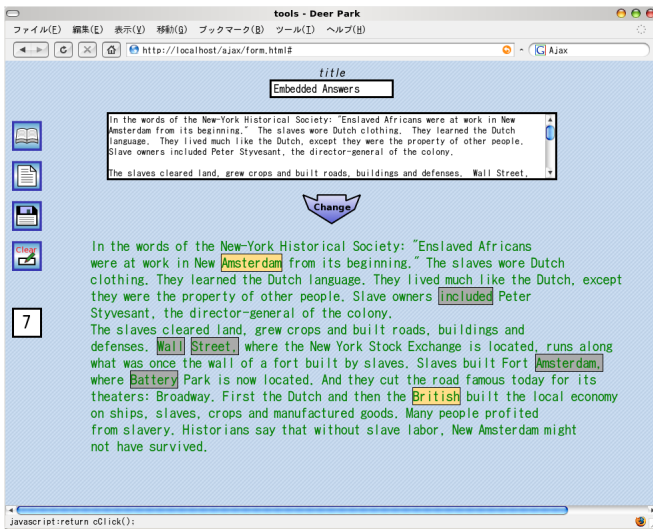 tools - Deer Park
ファイル(F) 編集(E) 表示(V) 移動(G) ブックマーク(B) ツール(T) ヘルプ(H)
http://localhost/ajax/form.html#
G Ajax
title
Embedded Answers
In the words of the New-York Historical Society: "Enslaved Africans were at work in New
Amsterdam from its beginning." The slaves wore Dutch clothing. They learned the Dutch
language. They lived much like the Dutch, except they were the property of other people.
Slave owners included Peter Styvesant, the director-general of the colony.
The slaves cleared land, grew crops and built roads, buildings and defenses. Wall Street,
Change
Clear
7
In the words of the New-York Historical Society: "Enslaved Africans
were at work in New Amsterdam from its beginning." The slaves wore Dutch
clothing. They learned the Dutch language. They lived much like the Dutch, except
they were the property of other people. Slave owners included Peter
Styvesant, the director-general of the colony.
The slaves cleared land, grew crops and built roads, buildings and
defenses. Wall Street, where the New York Stock Exchange is located, runs along
what was once the wall of a fort built by slaves. Slaves built Fort Amsterdam,
where Battery Park is now located. And they cut the road famous today for its
theaters: Broadway. First the Dutch and then the British built the local economy
on ships, slaves, crops and manufactured goods. Many people profited
from slavery. Historians say that without slave labor, New Amsterdam might
not have survived.
javascript:return cClick();